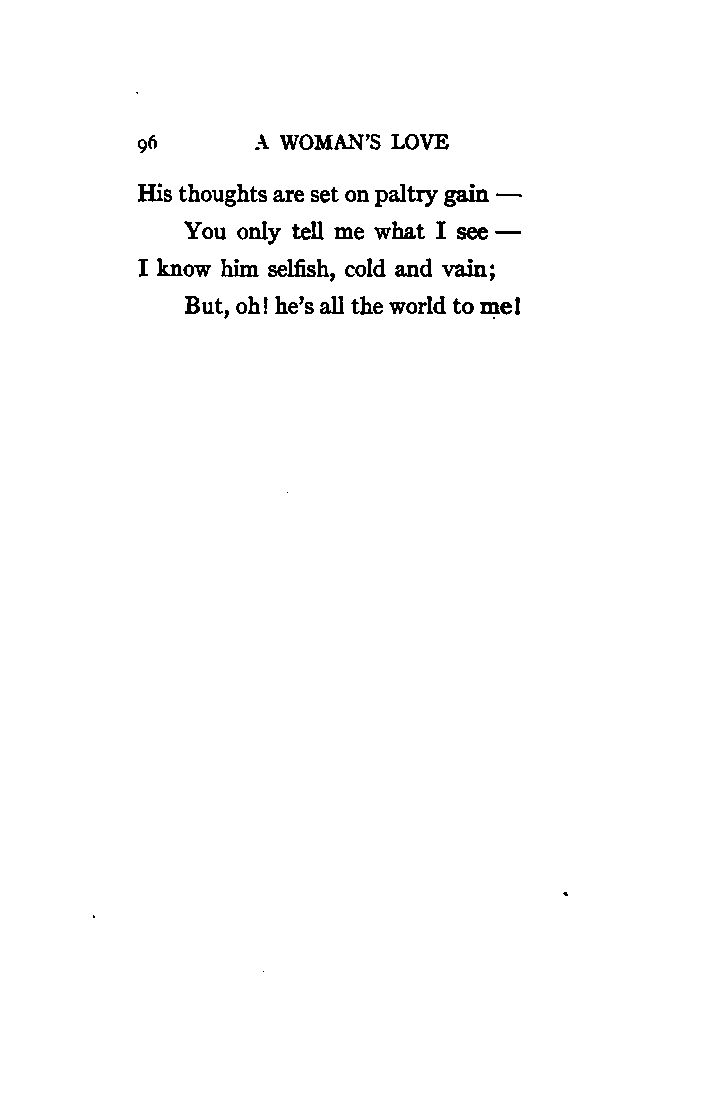 96 A WOMAN'S LOVE
His thoughts are set on paltry gain —
You only tell me what I see —
I know him selfish, cold and vain;
But, oh! he's all the world to me!